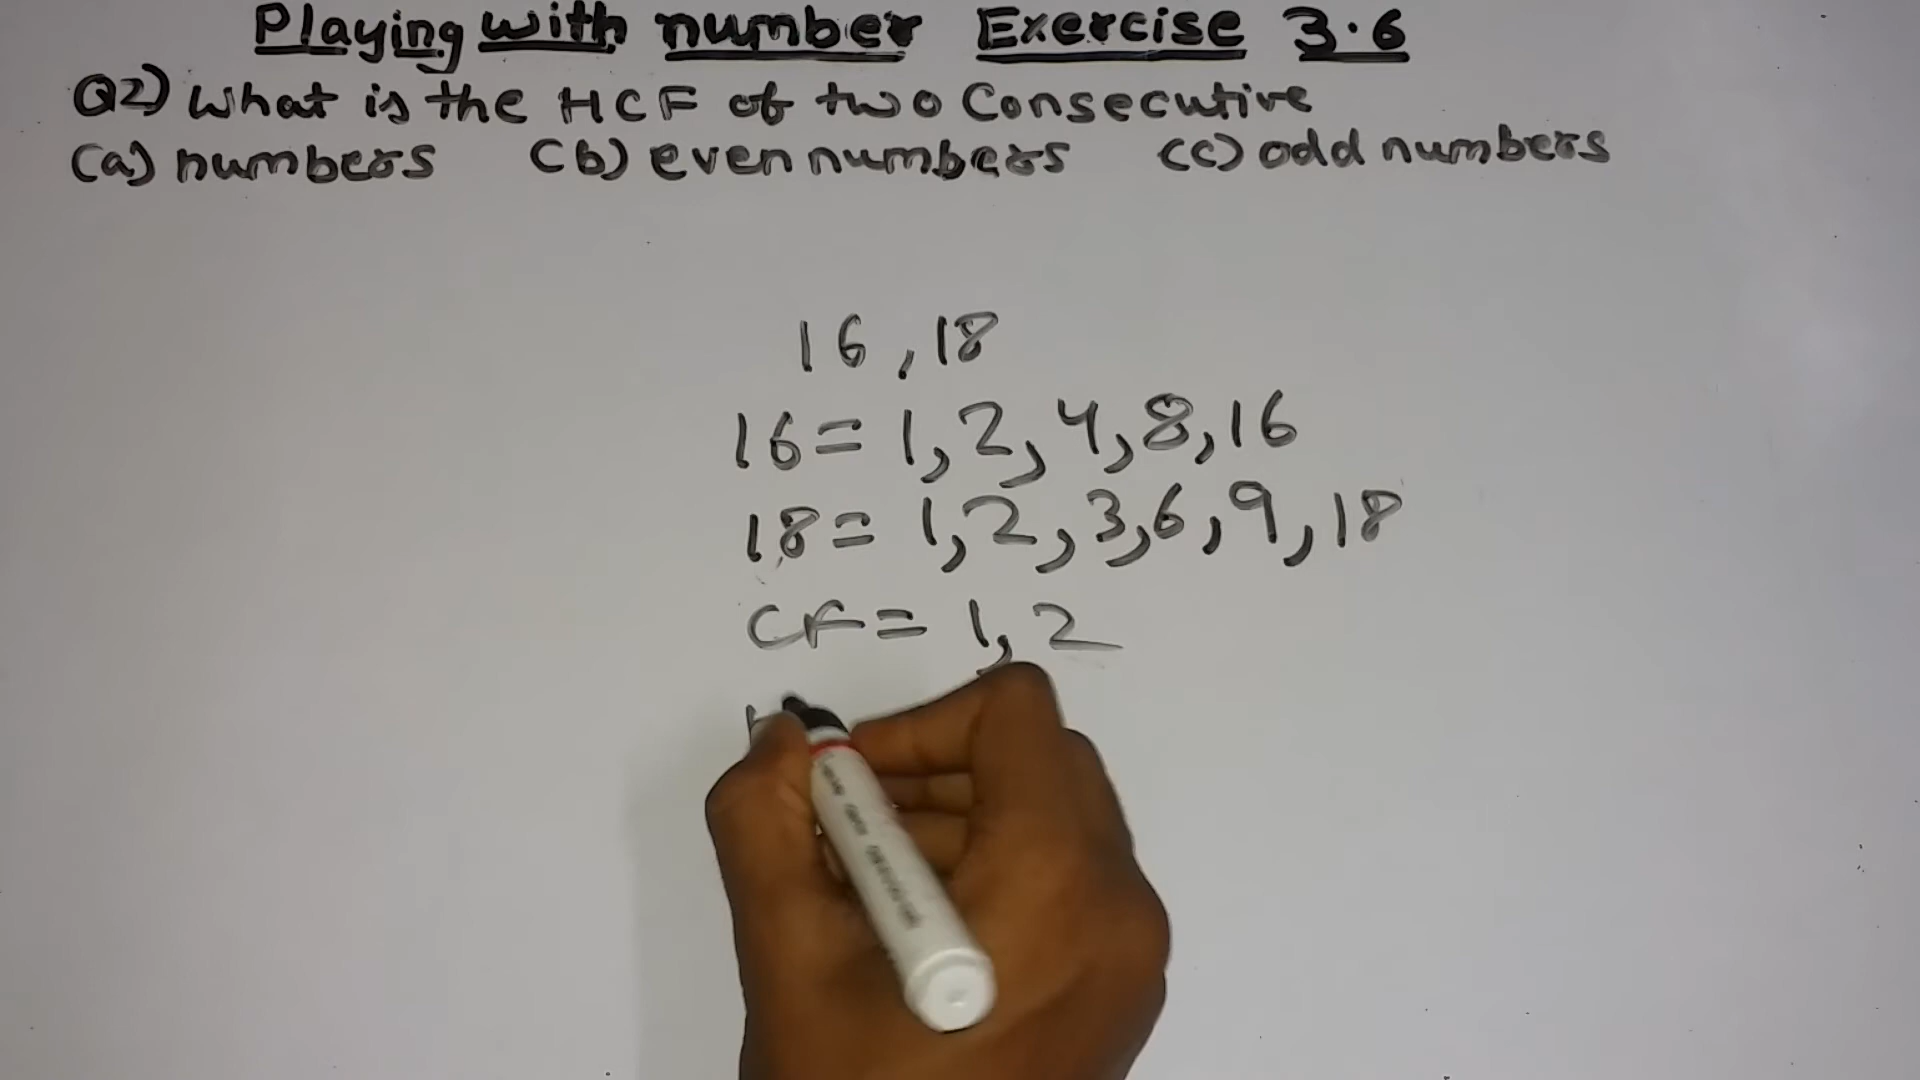 Playing with number Exercise 3.6
Q2) What is the HCF of two Consecutive
(a) numbers (b) even numbers (c) odd numbers
16, 18
16 = 1, 2, 4, 8, 16
18 = 1, 2, 3, 6, 9, 18
CF = 1, 2